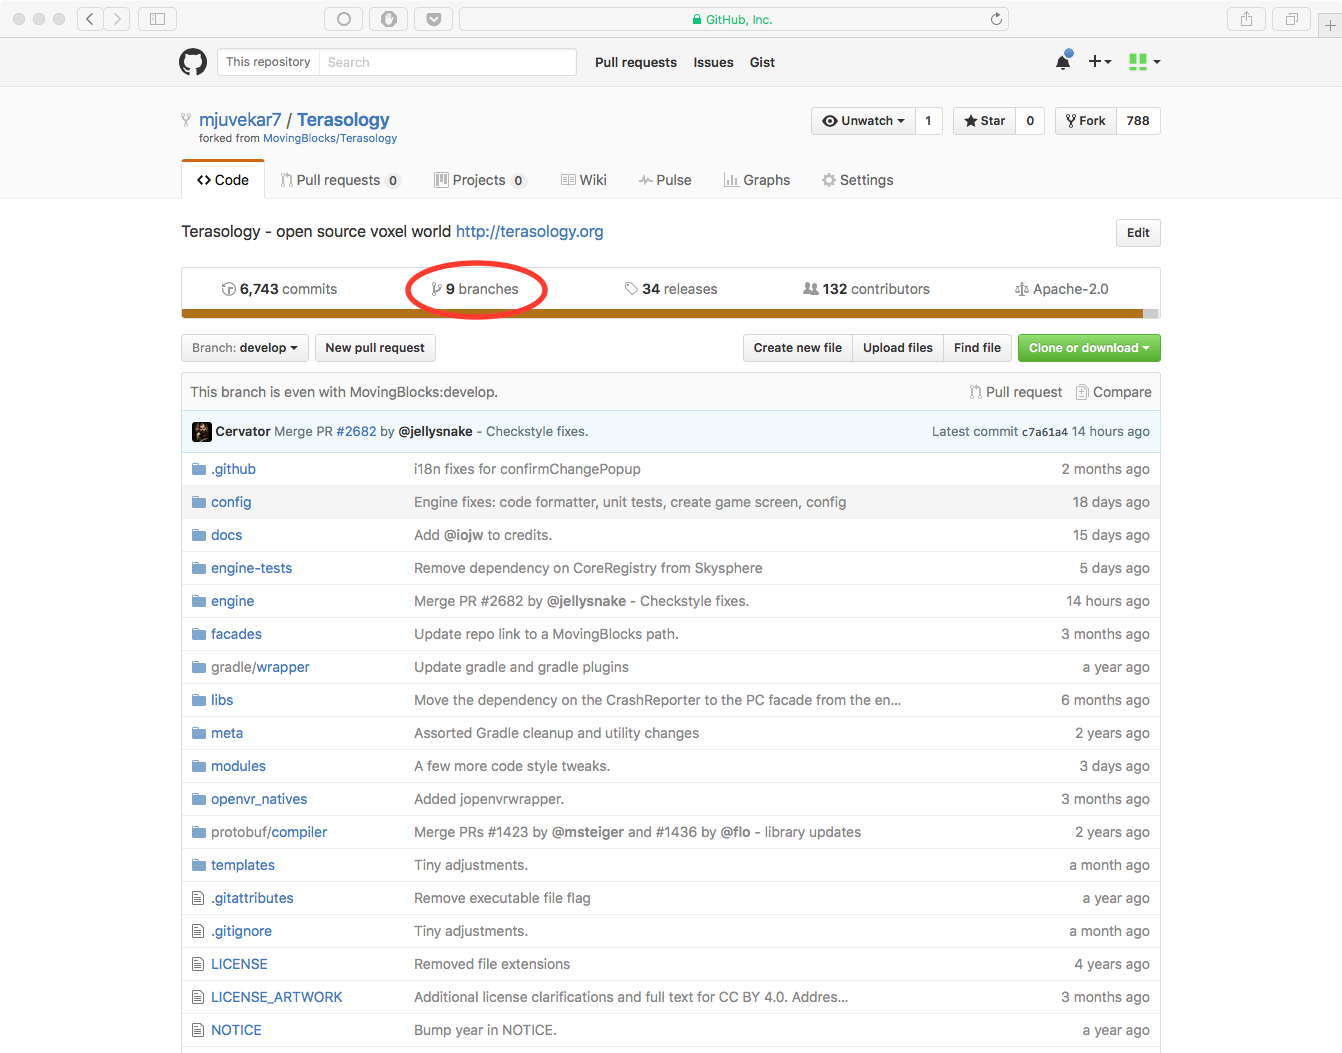 GitHub, Inc.
This repository Search Pull requests Issues Gist
mjuvekar7 / Terasology Unwatch 1 Star 0 Fork 788
forked from MovingBlocks/Terasology
Code Pull requests 0 Projects 0 Wiki Pulse Graphs Settings
Terasology - open source voxel world http://terasology.org Edit
6,743 commits 9 branches 34 releases 132 contributors Apache-2.0
Branch: develop New pull request Create new file Upload files Find file Clone or download
This branch is even with MovingBlocks:develop. Pull request Compare
Cervator Merge PR #2682 by @jellysnake - Checkstyle fixes. Latest commit c7a61a4 14 hours ago
.github i18n fixes for confirmChangePopup 2 months ago
config Engine fixes: code formatter, unit tests, create game screen, config 18 days ago
docs Add @iojw to credits. 15 days ago
engine-tests Remove dependency on CoreRegistry from Skysphere 5 days ago
engine Merge PR #2682 by @jellysnake - Checkstyle fixes. 14 hours ago
facades Update repo link to a MovingBlocks path. 3 months ago
gradle/wrapper Update gradle and gradle plugins a year ago
libs Move the dependency on the CrashReporter to the PC facade from the en... 6 months ago
meta Assorted Gradle cleanup and utility changes 2 years ago
modules A few more code style tweaks. 3 days ago
openvr_natives Added jopenvrwrapper. 3 months ago
protobuf/compiler Merge PRs #1423 by @msteiger and #1436 by @flo - library updates 2 years ago
templates Tiny adjustments. a month ago
.gitattributes Remove executable file flag a year ago
.gitignore Tiny adjustments. a month ago
LICENSE Removed file extensions 4 years ago
LICENSE_ARTWORK Additional license clarifications and full text for CC BY 4.0. Addres... 3 months ago
NOTICE Bump year in NOTICE. a year ago